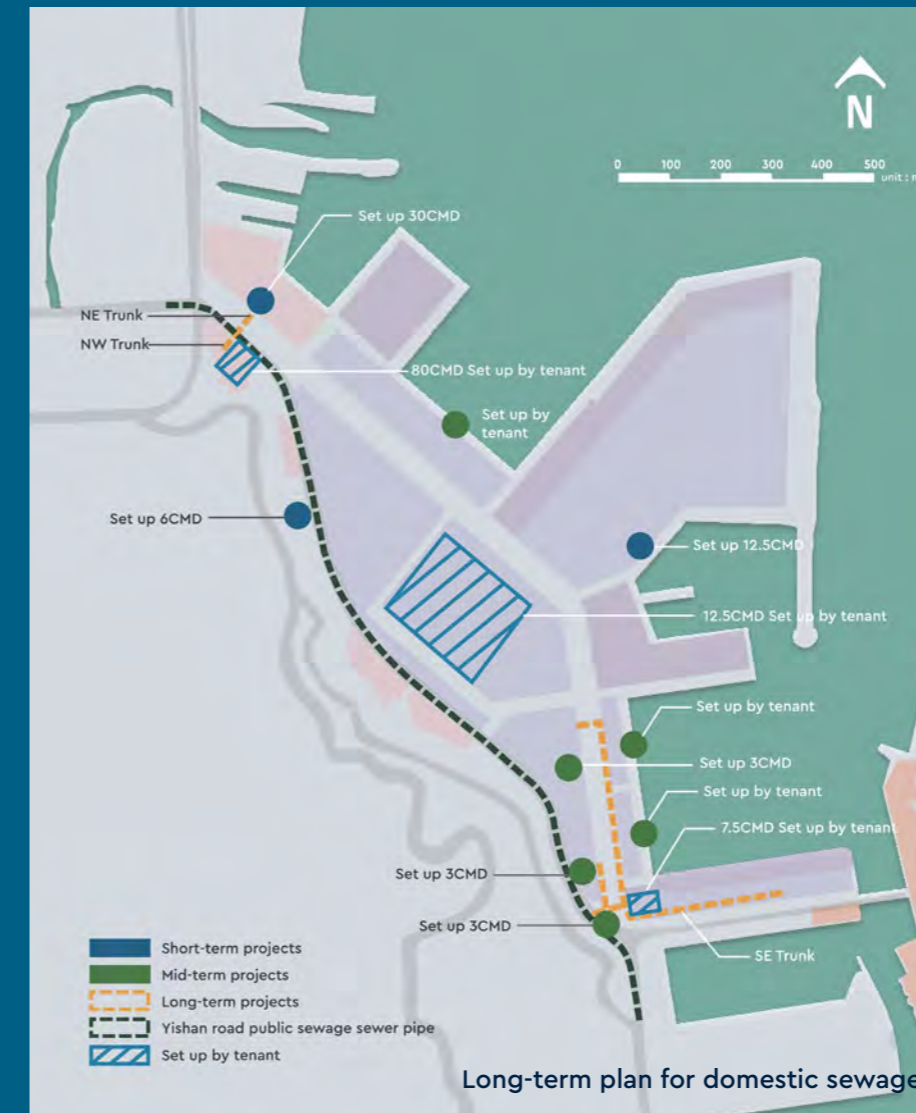 N
0 100 200 300 400 500
unit : m
Set up 30CMD
NE Trunk
NW Trunk
80CMD Set up by tenant
Set up by
tenant
Set up 6CMD
Set up 12.5CMD
12.5CMD Set up by tenant
Set up by tenant
Set up 3CMD
Set up by tenant
7.5CMD Set up by tenant
Set up 3CMD
Set up 3CMD
SE Trunk
Short-term projects
Mid-term projects
Long-term projects
Yishan road public sewage sewer pipe
Set up by tenant
Long-term plan for domestic sewage